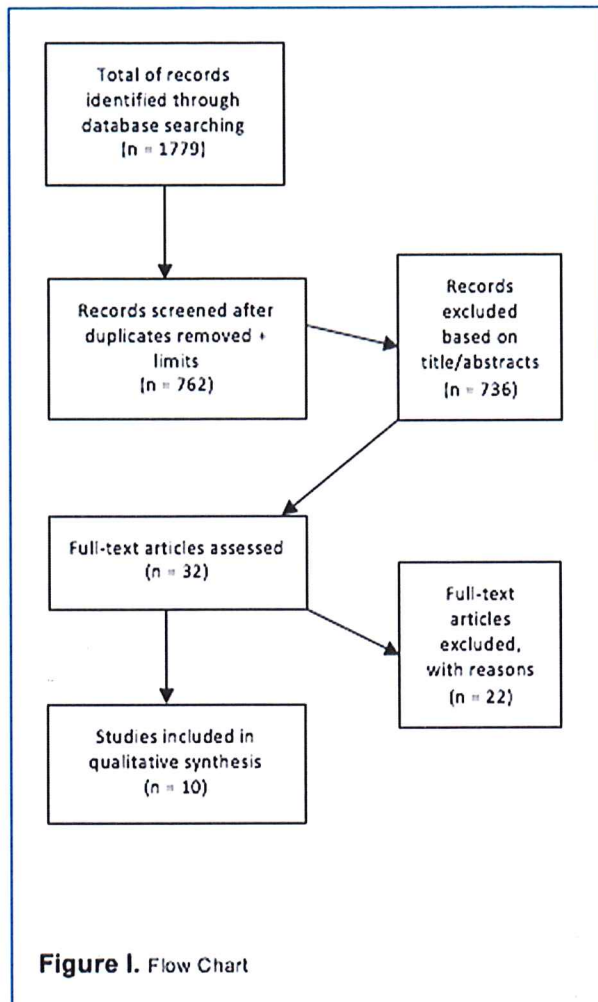 Total of records
identified through
database searching
(n = 1779)
Records screened after
duplicates removed +
limits
(n = 762)
Records
excluded
based on
title/abstracts
(n = 736)
Full-text articles assessed
(n = 32)
Full-text
articles
excluded,
with reasons
(n = 22)
Studies included in
qualitative synthesis
(n = 10)
Figure I. Flow Chart